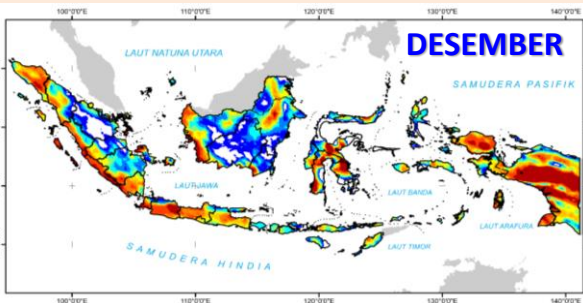 100°0'0"E 110°0'0"E 120°0'0"E 130°0'0"E 140°0'0"E
DESEMBER
LAUT NATUNA UTARA
SAMUDERA PASIFIK
LAUT JAWA
LAUT BANDA
LAUT ARAFURA
LAUT TIMOR
SAMUDERA HINDIA
100°0'0"E 110°0'0"E 120°0'0"E 130°0'0"E 140°0'0"E